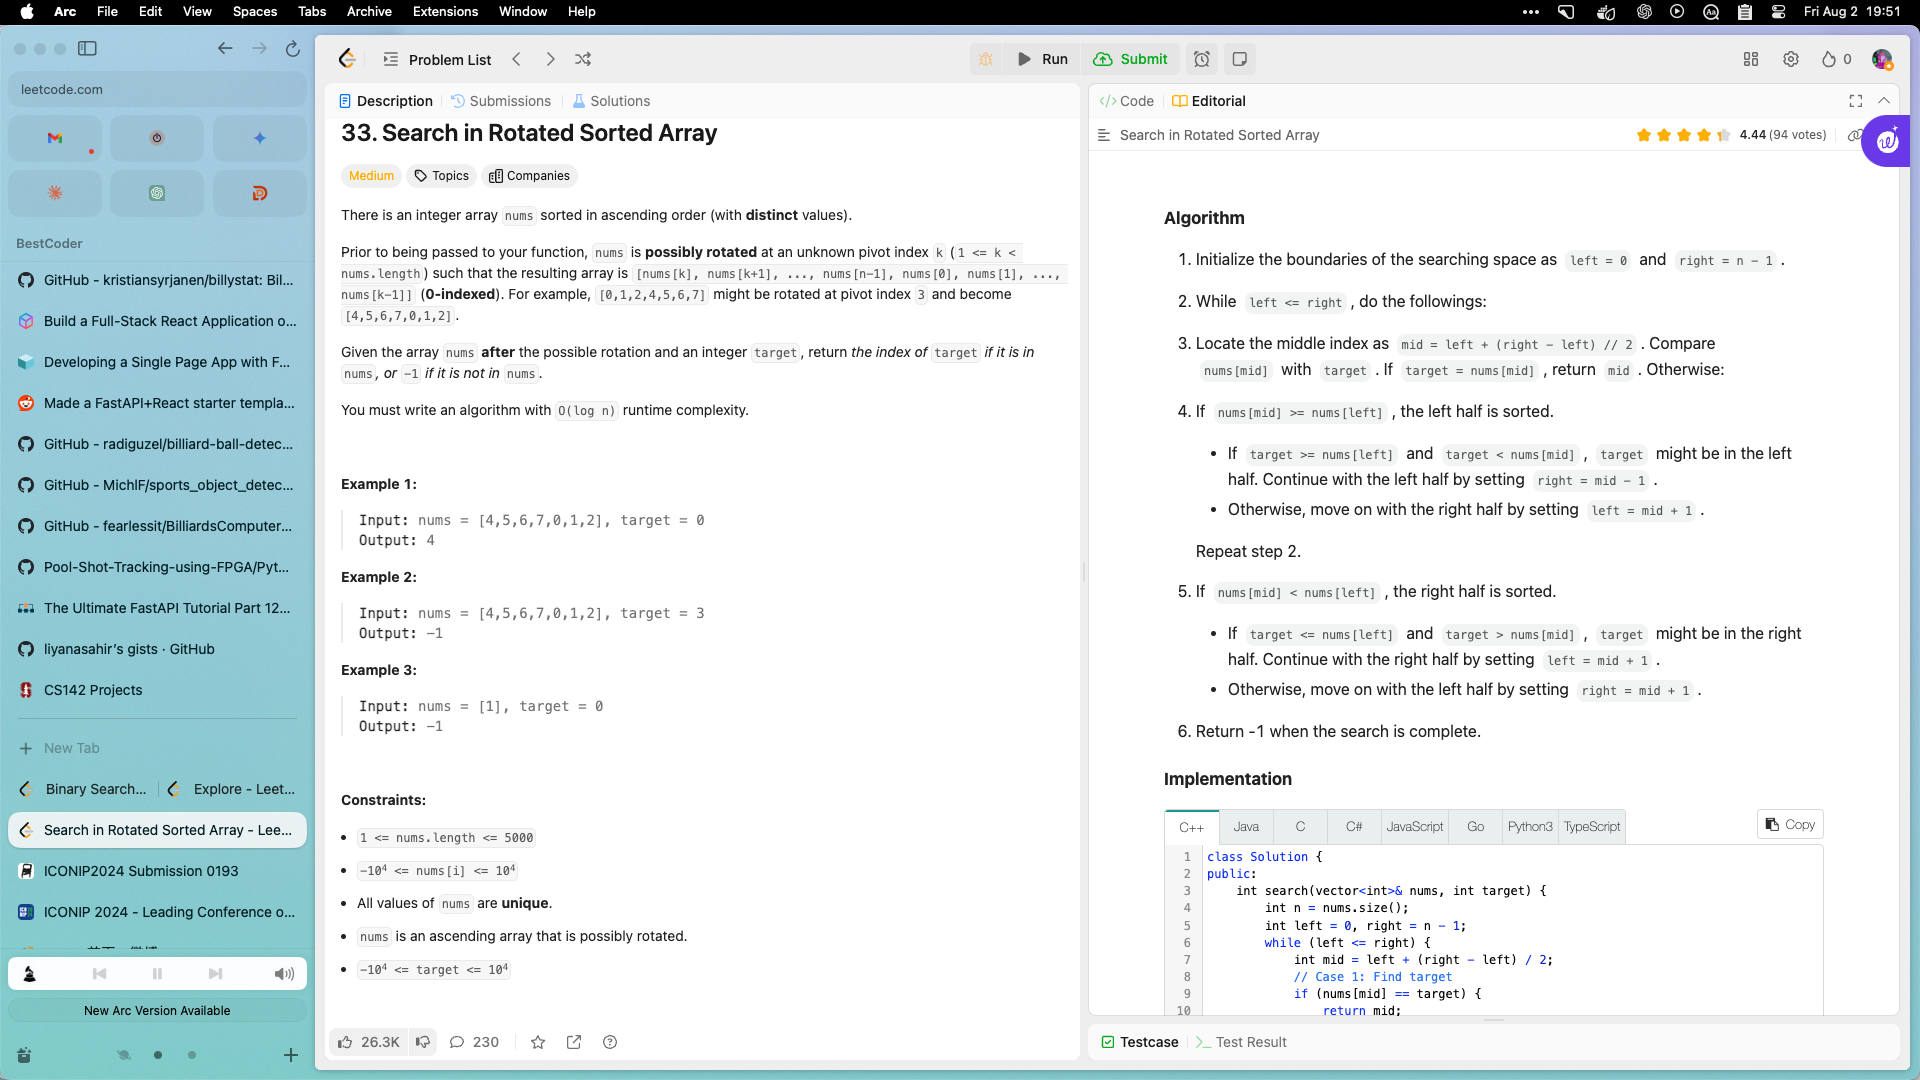 Arc File Edit View Spaces Tabs Archive Extensions Window Help Fri Aug 2 19:51
leetcode.com
BestCoder
GitHub - kristiansyrjanen/billystat: Bil...
Build a Full-Stack React Application o...
Developing a Single Page App with F...
Made a FastAPI+React starter templa...
GitHub - radiguzel/billiard-ball-detec...
GitHub - MichlF/sports_object_detec...
GitHub - fearlessit/BilliardsComputer...
Pool-Shot-Tracking-using-FPGA/Pyt...
The Ultimate FastAPI Tutorial Part 12...
liyanasahir's gists · GitHub
CS142 Projects
New Tab
Binary Search... Explore - Leet...
Search in Rotated Sorted Array - Lee...
ICONIP2024 Submission 0193
ICONIP 2024 - Leading Conference o...
New Arc Version Available
Problem List Run Submit 0
Description Submissions Solutions
33. Search in Rotated Sorted Array
Medium Topics Companies
There is an integer array nums sorted in ascending order (with distinct values).
Prior to being passed to your function, nums is possibly rotated at an unknown pivot index k (1 <= k <
nums.length) such that the resulting array is [nums[k], nums[k+1], ..., nums[n-1], nums[0], nums[1], ...,
nums[k-1]] (0-indexed). For example, [0,1,2,4,5,6,7] might be rotated at pivot index 3 and become
[4,5,6,7,0,1,2].
Given the array nums after the possible rotation and an integer target, return the index of target if it is in
nums, or -1 if it is not in nums.
You must write an algorithm with O(log n) runtime complexity.
Example 1:
Input: nums = [4,5,6,7,0,1,2], target = 0
Output: 4
Example 2:
Input: nums = [4,5,6,7,0,1,2], target = 3
Output: -1
Example 3:
Input: nums = [1], target = 0
Output: -1
Constraints:
• 1 <= nums.length <= 5000
• -10⁴ <= nums[i] <= 10⁴
• All values of nums are unique.
• nums is an ascending array that is possibly rotated.
• -10⁴ <= target <= 10⁴
26.3K 230
</> Code Editorial
Search in Rotated Sorted Array 4.44 (94 votes)
Algorithm
1. Initialize the boundaries of the searching space as left = 0 and right = n - 1 .
2. While left <= right , do the followings:
3. Locate the middle index as mid = left + (right - left) // 2 . Compare
nums[mid] with target . If target = nums[mid] , return mid . Otherwise:
4. If nums[mid] >= nums[left] , the left half is sorted.
• If target >= nums[left] and target < nums[mid] , target might be in the left
half. Continue with the left half by setting right = mid - 1 .
• Otherwise, move on with the right half by setting left = mid + 1 .
Repeat step 2.
5. If nums[mid] < nums[left] , the right half is sorted.
• If target <= nums[left] and target > nums[mid] , target might be in the right
half. Continue with the right half by setting left = mid + 1 .
• Otherwise, move on with the left half by setting right = mid + 1 .
6. Return -1 when the search is complete.
Implementation
C++ Java C C# JavaScript Go Python3 TypeScript Copy
1 class Solution {
2 public:
3 int search(vector<int>& nums, int target) {
4 int n = nums.size();
5 int left = 0, right = n - 1;
6 while (left <= right) {
7 int mid = left + (right - left) / 2;
8 // Case 1: Find target
9 if (nums[mid] == target) {
10 return mid;
Testcase Test Result